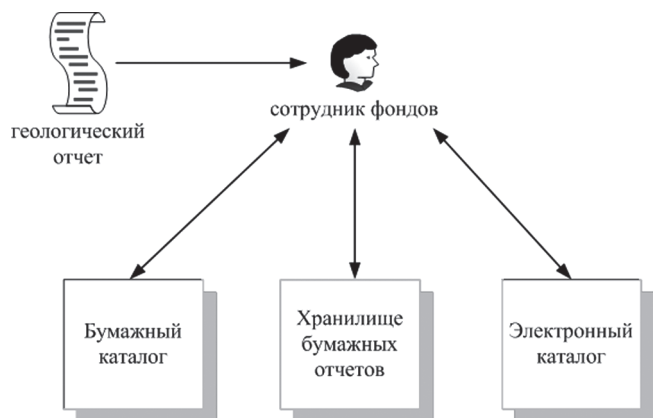 геологический
отчет
сотрудник фондов
Бумажный
каталог
Хранилище
бумажных
отчетов
Электронный
каталог